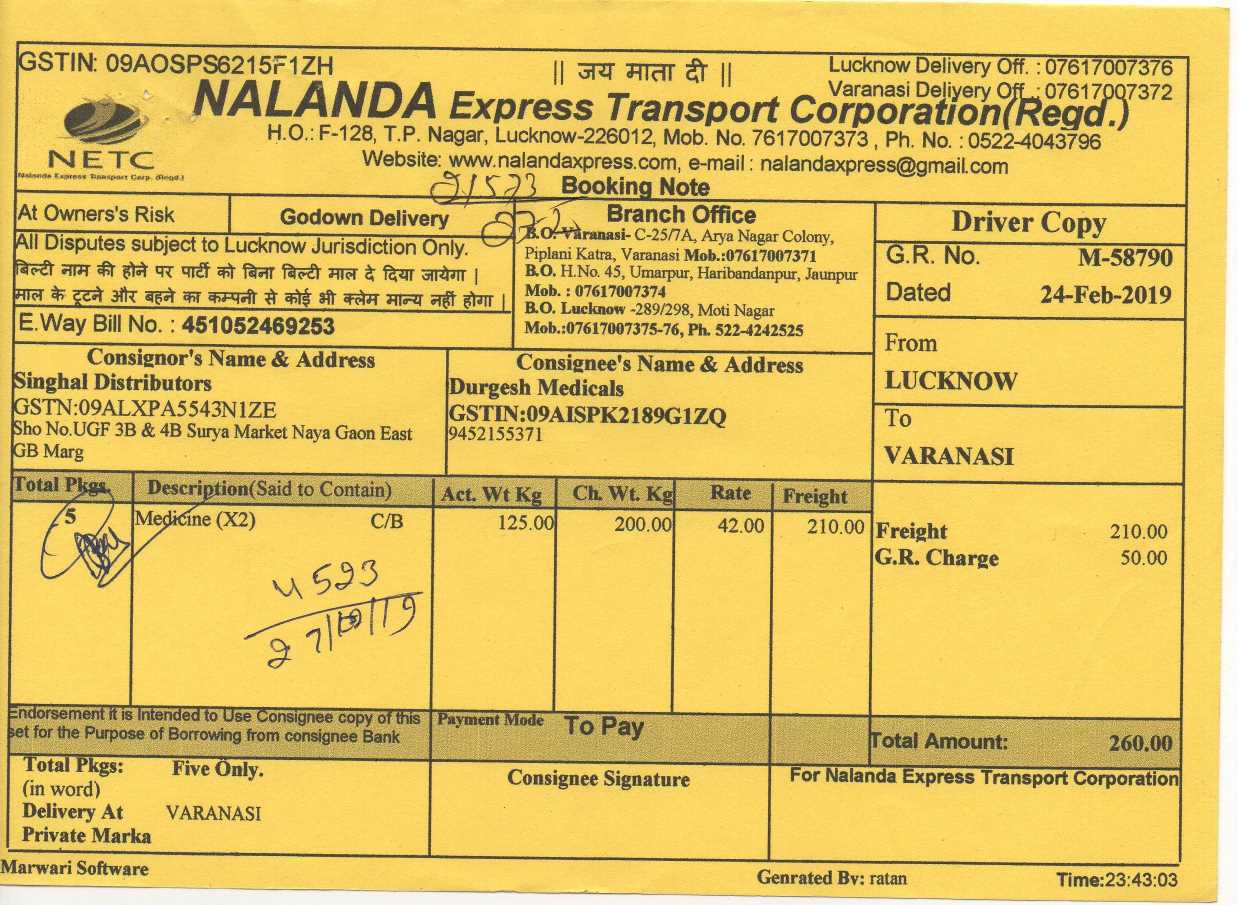 GSTIN: 09AOSPS6215F1ZH
|| जय माता दी ||
Lucknow Delivery Off. : 07617007376
Varanasi Delivery Off. : 07617007372
NALANDA Express Transport Corporation(Regd.)
NETC
Nalanda Express Transport Corp. (Regd.)
H.O.: F-128, T.P. Nagar, Lucknow-226012, Mob. No. 7617007373 , Ph. No. : 0522-4043796
Website: www.nalandaxpress.com, e-mail : nalandaxpress@gmail.com
21523
Booking Note
At Owners's Risk
Godown Delivery
All Disputes subject to Lucknow Jurisdiction Only.
बिल्टी नाम की होने पर पार्टी को बिना बिल्टी माल दे दिया जायेगा |
माल के टूटने और बहने का कम्पनी से कोई भी क्लेम मान्य नहीं होगा |
E.Way Bill No. : 451052469253
Branch Office
B.O. Varanasi- C-25/7A, Arya Nagar Colony,
Piplani Katra, Varanasi Mob.:07617007371
B.O. H.No. 45, Umarpur, Haribandanpur, Jaunpur
Mob. : 07617007374
B.O. Lucknow -289/298, Moti Nagar
Mob.:07617007375-76, Ph. 522-4242525
Driver Copy
G.R. No. M-58790
Dated 24-Feb-2019
From
LUCKNOW
To
VARANASI
Consignor's Name & Address
Singhal Distributors
GSTN:09ALXPA5543N1ZE
Sho No.UGF 3B & 4B Surya Market Naya Gaon East
GB Marg
Consignee's Name & Address
Durgesh Medicals
GSTIN:09AISPK2189G1ZQ
9452155371
Total Pkgs. Description(Said to Contain) Act. Wt Kg Ch. Wt. Kg Rate Freight
5 Medicine (X2) C/B 125.00 200.00 42.00 210.00
Freight 210.00
G.R. Charge 50.00
523
Endorsement it is Intended to Use Consignee copy of this
set for the Purpose of Borrowing from consignee Bank
Payment Mode To Pay
Total Amount: 260.00
Total Pkgs: Five Only.
(in word)
Delivery At VARANASI
Private Marka
Consignee Signature
For Nalanda Express Transport Corporation
Marwari Software
Genrated By: ratan
Time:23:43:03